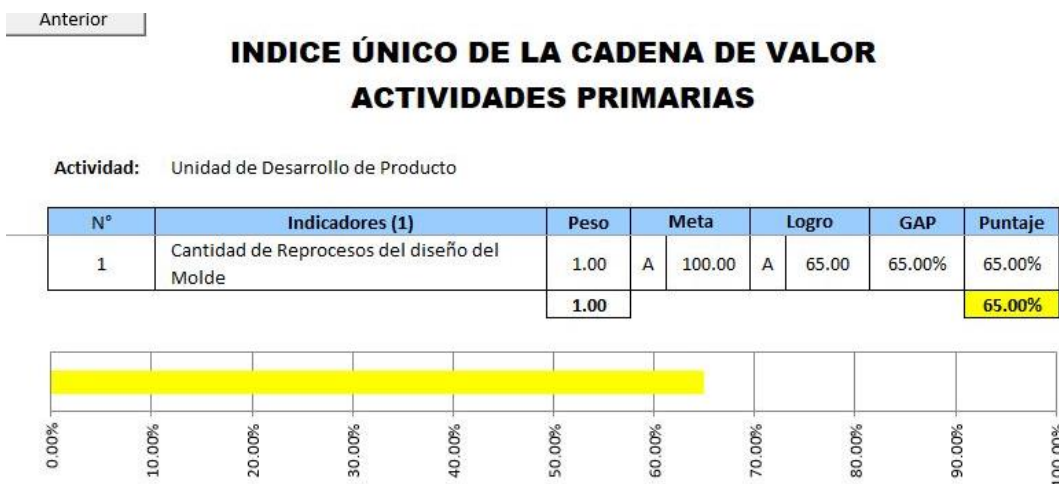 Anterior
INDICE ÚNICO DE LA CADENA DE VALOR
ACTIVIDADES PRIMARIAS
Actividad: Unidad de Desarrollo de Producto
N° Indicadores (1) Peso Meta Logro GAP Puntaje
1 Cantidad de Reprocesos del diseño del Molde 1.00 A 100.00 A 65.00 65.00% 65.00%
1.00 65.00%
0.00% 10.00% 20.00% 30.00% 40.00% 50.00% 60.00% 70.00% 80.00% 90.00% 100.00%